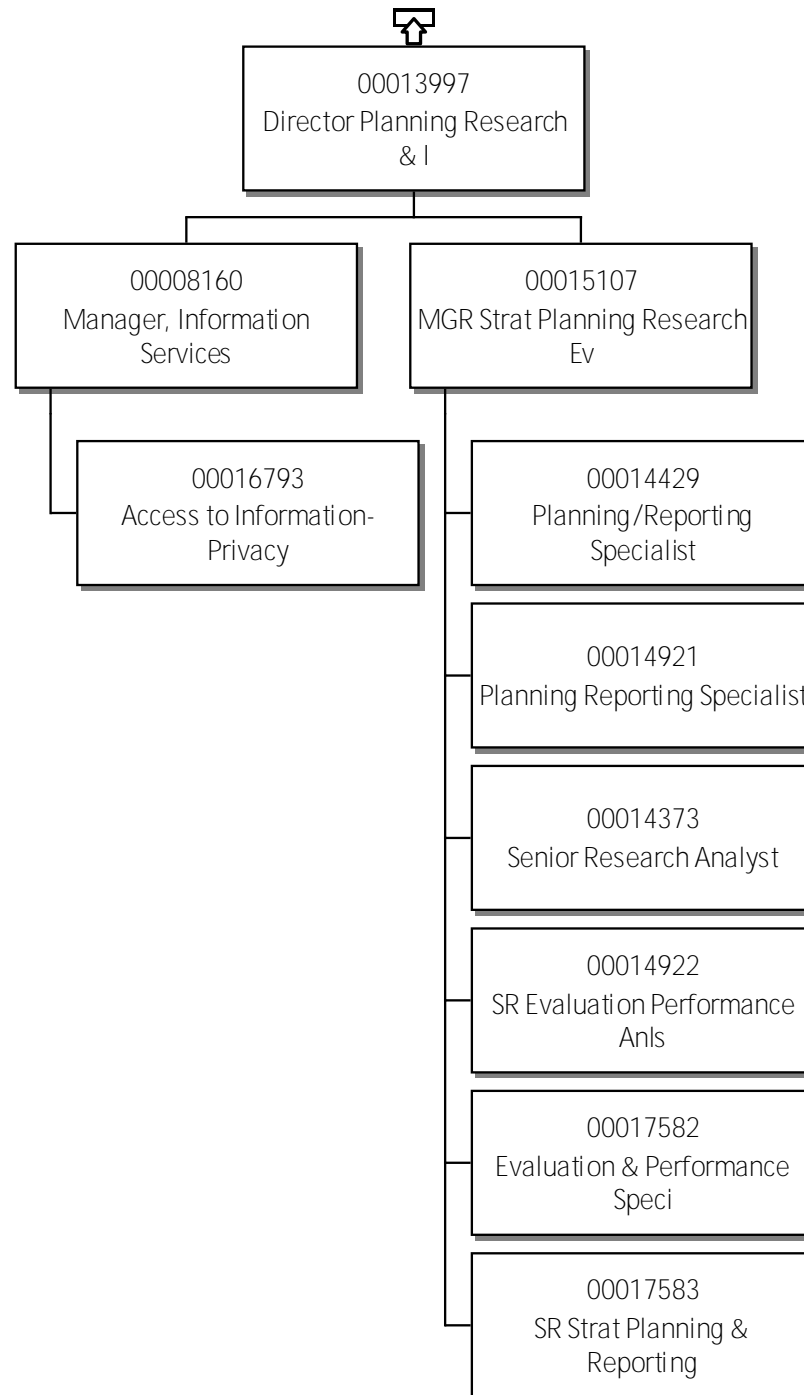 00013997
Director Planning Research
& I
00008160
Manager, Information
Services
00015107
MGR Strat Planning Research
Ev
00016793
Access to Information-
Privacy
00014429
Planning/Reporting
Specialist
00014921
Planning Reporting Specialist
00014373
Senior Research Analyst
00014922
SR Evaluation Performance
Anls
00017582
Evaluation & Performance
Speci
00017583
SR Strat Planning &
Reporting